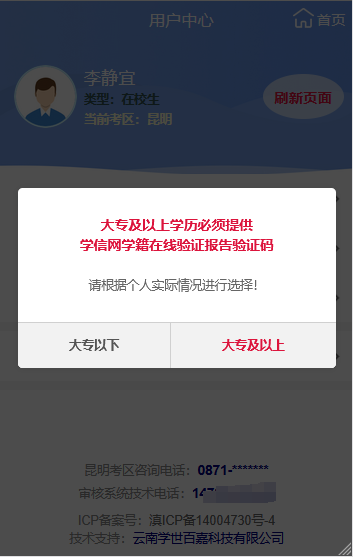 用户中心
首页
李静宜
类型：在校生
当前考区：昆明
刷新页面
大专及以上学历必须提供
学信网学籍在线验证报告验证码
请根据个人实际情况进行选择！
大专以下
大专及以上
昆明考区咨询电话：0871-*******
审核系统技术电话：147
ICP备案号：滇ICP备14004730号-4
技术支持：云南学世百嘉科技有限公司